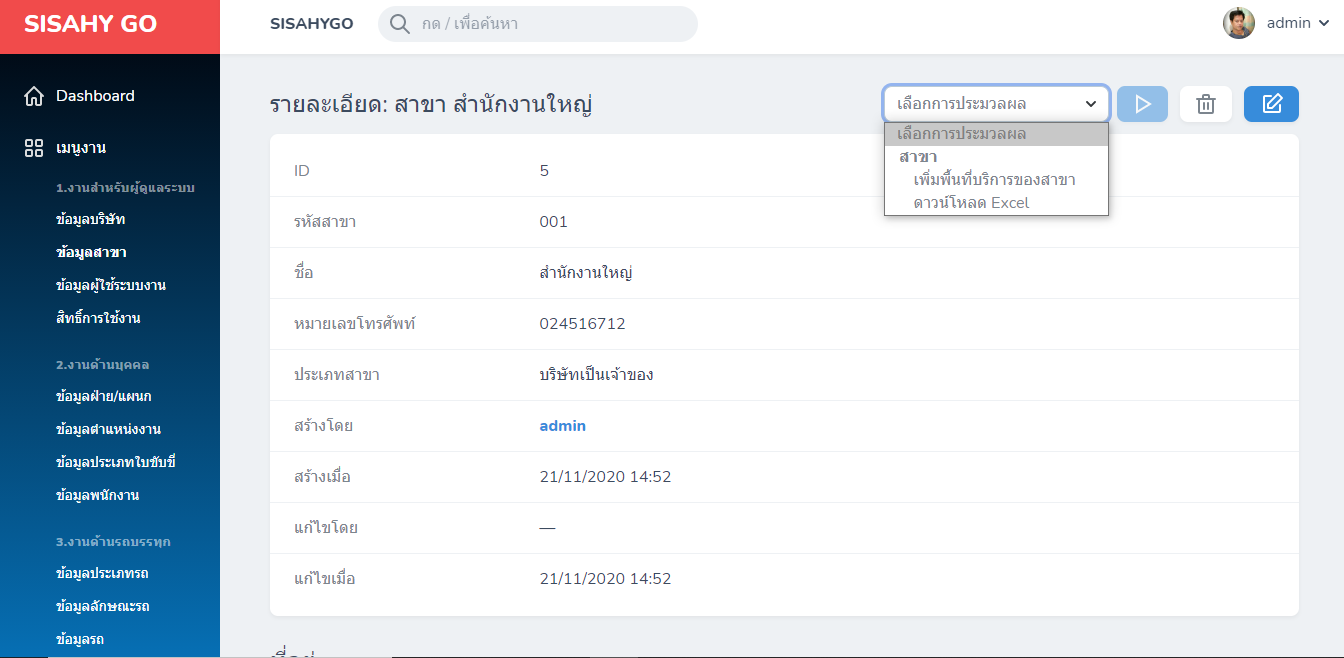 SISAHY GO
SISAHYGO
กด / เพื่อค้นหา
admin
Dashboard
เมนูงาน
1.งานสำหรับผู้ดูแลระบบ
ข้อมูลบริษัท
ข้อมูลสาขา
ข้อมูลผู้ใช้ระบบงาน
สิทธิ์การใช้งาน
2.งานด้านบุคคล
ข้อมูลฝ่าย/แผนก
ข้อมูลตำแหน่งงาน
ข้อมูลประเภทใบขับขี่
ข้อมูลพนักงาน
3.งานด้านรถบรรทุก
ข้อมูลประเภทรถ
ข้อมูลลักษณะรถ
ข้อมูลรถ
รายละเอียด: สาขา สำนักงานใหญ่
เลือกการประมวลผล
เลือกการประมวลผล
สาขา
เพิ่มพื้นที่บริการของสาขา
ดาวน์โหลด Excel
ID 5
รหัสสาขา 001
ชื่อ สำนักงานใหญ่
หมายเลขโทรศัพท์ 024516712
ประเภทสาขา บริษัทเป็นเจ้าของ
สร้างโดย admin
สร้างเมื่อ 21/11/2020 14:52
แก้ไขโดย —
แก้ไขเมื่อ 21/11/2020 14:52